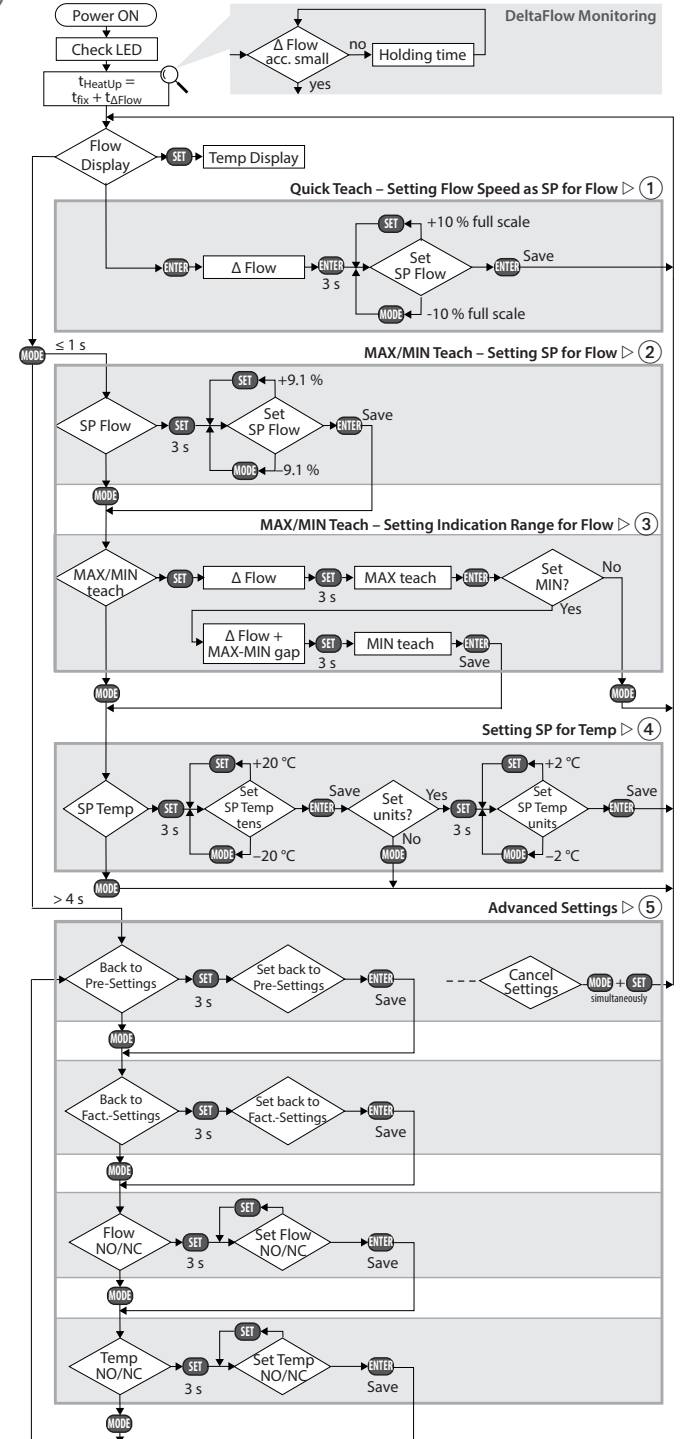 Power ON
DeltaFlow Monitoring
Check LED
Δ Flow
acc. small
no
Holding time
yes
tHeatUp =
tfix + tΔFlow
Flow
Display
SET
Temp Display
Quick Teach – Setting Flow Speed as SP for Flow ▷ 1
SET
+10 % full scale
ENTER
Δ Flow
ENTER
3 s
Set
SP Flow
ENTER
Save
MODE
-10 % full scale
MODE
≤ 1 s
MAX/MIN Teach – Setting SP for Flow ▷ 2
SET
+9.1 %
SP Flow
SET
3 s
Set
SP Flow
ENTER
Save
MODE
–9.1 %
MODE
MAX/MIN Teach – Setting Indication Range for Flow ▷ 3
MAX/MIN
teach
SET
Δ Flow
SET
3 s
MAX teach
ENTER
Set
MIN?
No
Yes
Δ Flow +
MAX-MIN gap
SET
3 s
MIN teach
ENTER
Save
MODE
MODE
Setting SP for Temp ▷ 4
SET
+20 °C
SET
+2 °C
SP Temp
SET
3 s
Set
SP Temp
tens
ENTER
Save
Set
units?
Yes
SET
3 s
Set
SP Temp
units
ENTER
Save
MODE
–20 °C
No
MODE
MODE
–2 °C
MODE
> 4 s
Advanced Settings ▷ 5
Back to
Pre-Settings
SET
3 s
Set back to
Pre-Settings
ENTER
Save
Cancel
Settings
MODE + SET
simultaneously
MODE
Back to
Fact.-Settings
SET
3 s
Set back to
Fact.-Settings
ENTER
Save
MODE
SET
Flow
NO/NC
SET
3 s
Set Flow
NO/NC
ENTER
Save
MODE
SET
Temp
NO/NC
SET
3 s
Set Temp
NO/NC
ENTER
Save
MODE